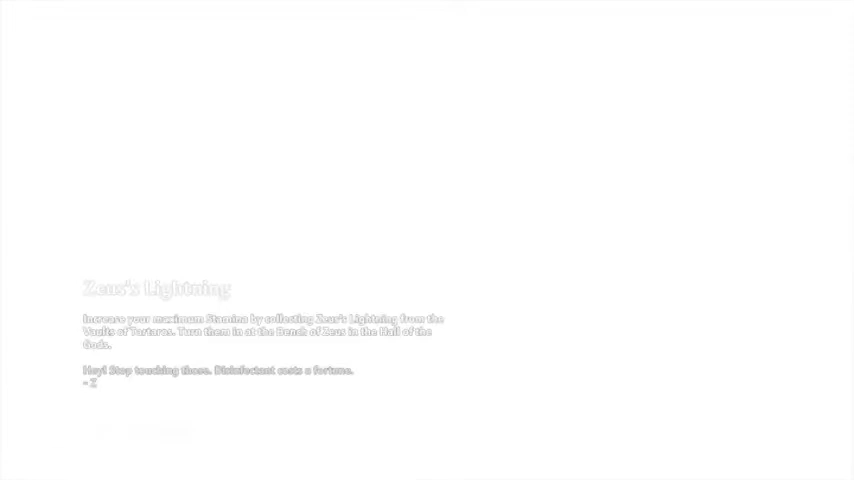 Zeus's Lightning
Increase your maximum Stamina by collecting Zeus's Lightning from the
Vaults of Tartaros. Turn them in at the Bench of Zeus in the Hall of the
Gods.
Hey! Stop touching those. Disinfectant costs a fortune.
- Z